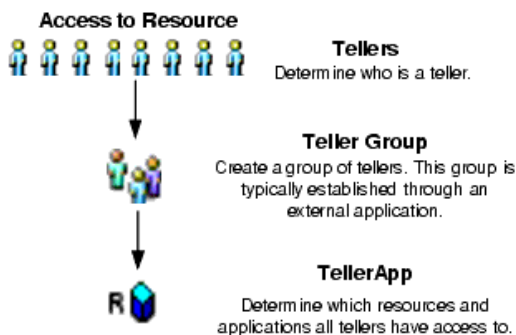 Access to Resource
Tellers
Determine who is a teller.
Teller Group
Create a group of tellers. This group is
typically established through an
external application.
R
TellerApp
Determine which resources and
applications all tellers have access to.